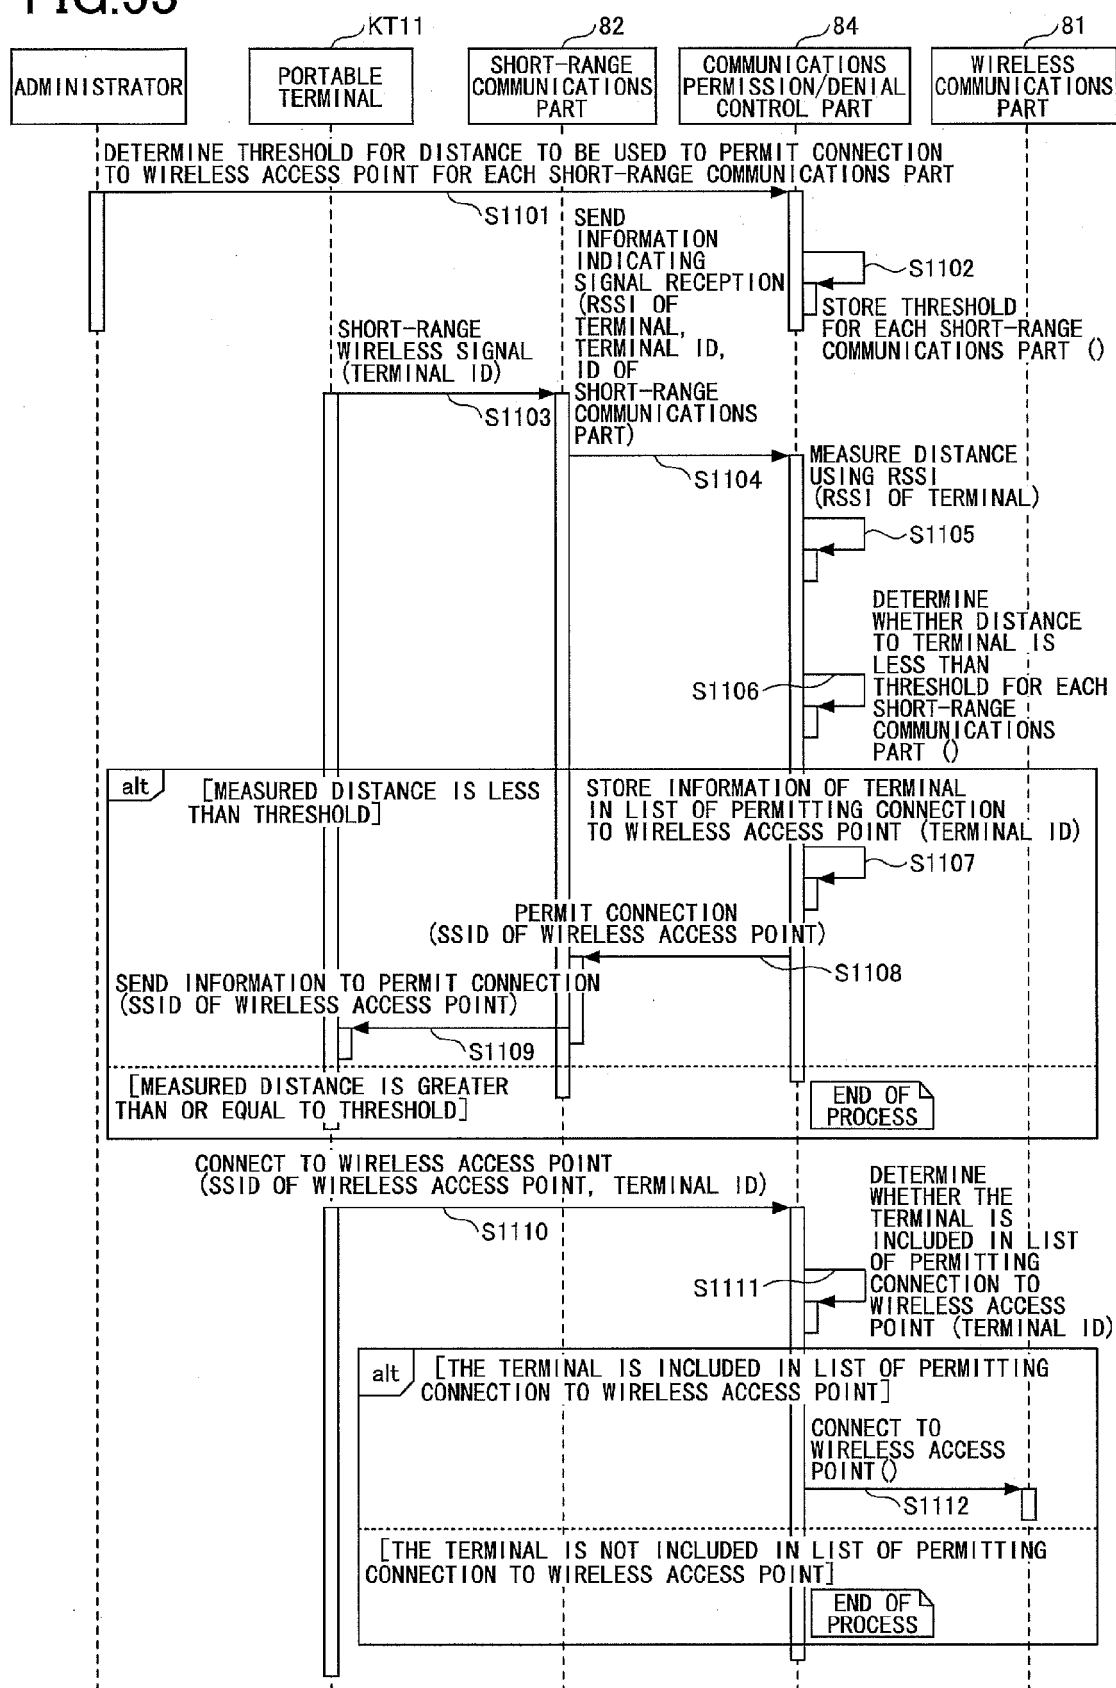 KT11
82
84
81
ADMINISTRATOR
PORTABLE
TERMINAL
SHORT-RANGE
COMMUNICATIONS
PART
COMMUNICATIONS
PERMISSION/DENIAL
CONTROL PART
WIRELESS
COMMUNICATIONS
PART
DETERMINE THRESHOLD FOR DISTANCE TO BE USED TO PERMIT CONNECTION
TO WIRELESS ACCESS POINT FOR EACH SHORT-RANGE COMMUNICATIONS PART
S1101
SEND
INFORMATION
INDICATING
SIGNAL RECEPTION
(RSSI OF
TERMINAL,
TERMINAL ID,
ID OF
SHORT-RANGE
COMMUNICATIONS
PART)
S1102
STORE THRESHOLD
FOR EACH SHORT-RANGE
COMMUNICATIONS PART ()
SHORT-RANGE
WIRELESS SIGNAL
(TERMINAL ID)
S1103
S1104
MEASURE DISTANCE
USING RSSI
(RSSI OF TERMINAL)
S1105
DETERMINE
WHETHER DISTANCE
TO TERMINAL IS
LESS THAN
THRESHOLD FOR EACH
SHORT-RANGE
COMMUNICATIONS
PART ()
S1106
alt
[MEASURED DISTANCE IS LESS
THAN THRESHOLD]
STORE INFORMATION OF TERMINAL
IN LIST OF PERMITTING CONNECTION
TO WIRELESS ACCESS POINT (TERMINAL ID)
S1107
PERMIT CONNECTION
(SSID OF WIRELESS ACCESS POINT)
S1108
SEND INFORMATION TO PERMIT CONNECTION
(SSID OF WIRELESS ACCESS POINT)
S1109
[MEASURED DISTANCE IS GREATER
THAN OR EQUAL TO THRESHOLD]
END OF
PROCESS
CONNECT TO WIRELESS ACCESS POINT
(SSID OF WIRELESS ACCESS POINT, TERMINAL ID)
S1110
DETERMINE
WHETHER THE
TERMINAL IS
INCLUDED IN LIST
OF PERMITTING
CONNECTION TO
WIRELESS ACCESS
POINT (TERMINAL ID)
S1111
alt
[THE TERMINAL IS INCLUDED IN LIST OF PERMITTING
CONNECTION TO WIRELESS ACCESS POINT]
CONNECT TO
WIRELESS ACCESS
POINT()
S1112
[THE TERMINAL IS NOT INCLUDED IN LIST OF PERMITTING
CONNECTION TO WIRELESS ACCESS POINT]
END OF
PROCESS